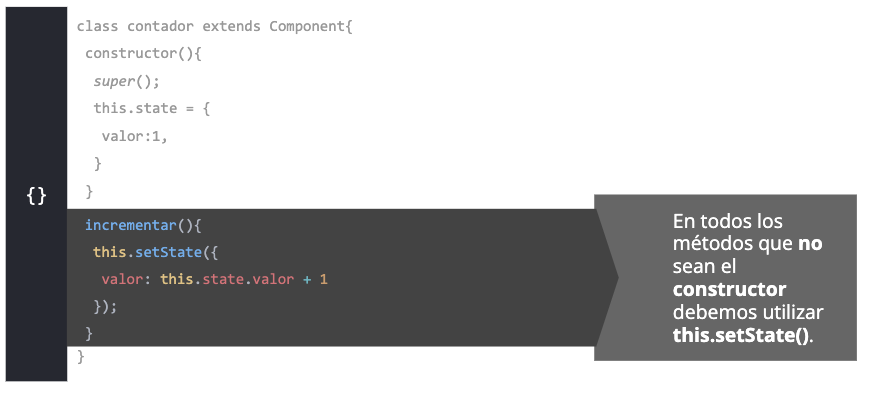 class contador extends Component{
constructor(){
super();
this.state = {
valor:1,
}
}
{}
incrementar(){
this.setState({
valor: this.state.valor + 1
});
}
}
En todos los
métodos que no
sean el
constructor
debemos utilizar
this.setState().